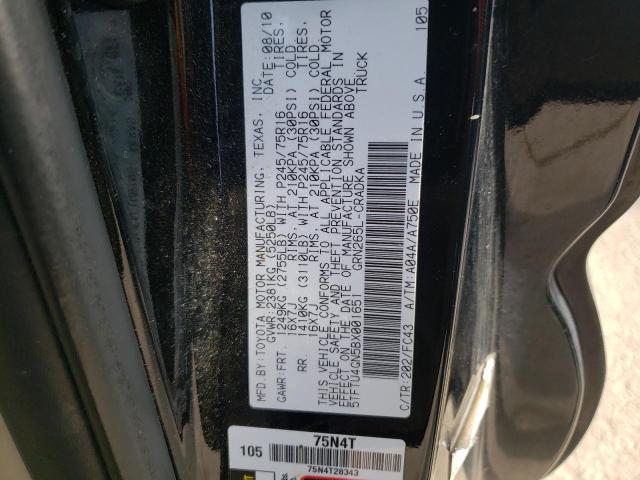 MFD. BY TOYOTA MOTOR MANUFACTURING, TEXAS, INC. DATE: 08/10
GVWR: 2381KG (5250LB)
GAWR: FRT. 1249KG (2755LB) WITH P245/75R16 TIRES,
16X7J RIMS, AT 210KPA (30PSI) COLD
RR. 1410KG (3110LB) WITH P245/75R16 TIRES,
16X7J RIMS, AT 210KPA (30PSI) COLD
THIS VEHICLE CONFORMS TO ALL APPLICABLE FEDERAL MOTOR
VEHICLE SAFETY AND THEFT PREVENTION STANDARDS IN
EFFECT ON THE DATE OF MANUFACTURE SHOWN ABOVE.
5TFTU4GN5BX001651 TRUCK
GRN265L-CRADKA
C/TR: 202/FC43 A/TM: A04A/A750E MADE IN U.S.A. 105
105 75N4T
75N4T28343